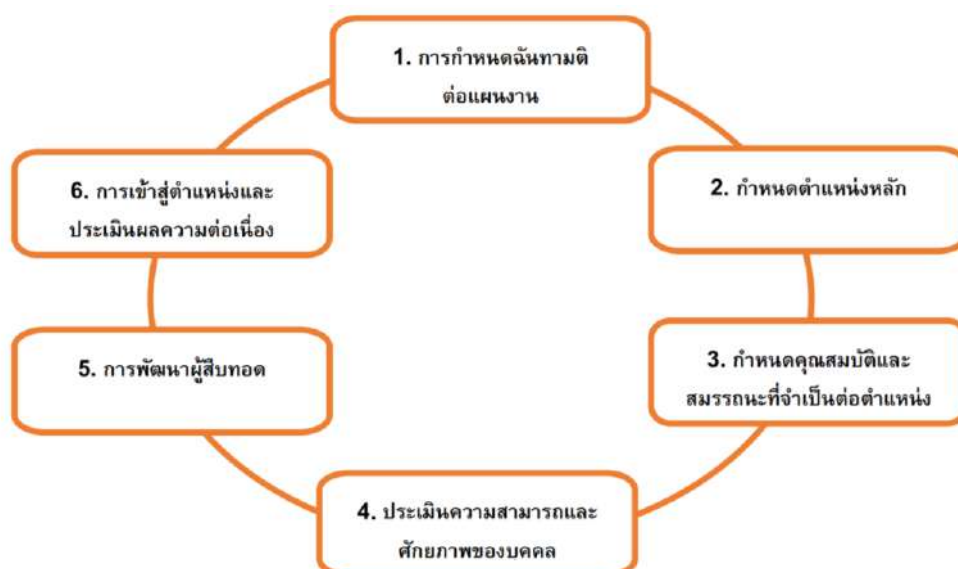 1. การกำหนดฉันทามติ
ต่อแผนงาน
2. กำหนดตำแหน่งหลัก
3. กำหนดคุณสมบัติและ
สมรรถนะที่จำเป็นต่อตำแหน่ง
4. ประเมินความสามารถและ
ศักยภาพของบุคคล
5. การพัฒนาผู้สืบทอด
6. การเข้าสู่ตำแหน่งและ
ประเมินผลความต่อเนื่อง